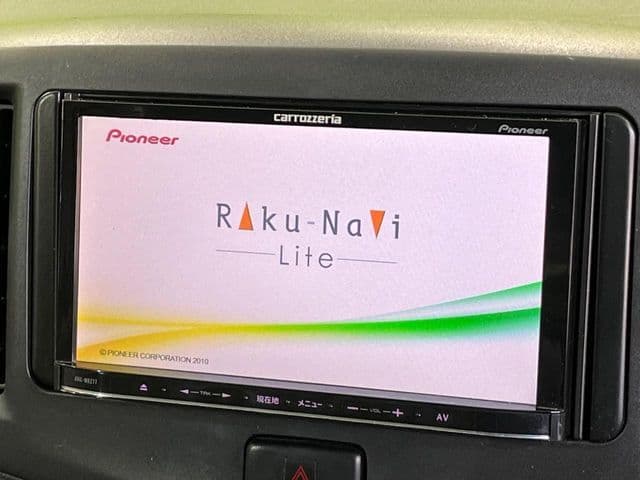 carrozzeria
Pioneer
Pioneer
Raku-Navi
Lite
© PIONEER CORPORATION 2010
TRK
現在地
メニュー
− VOL +
AV